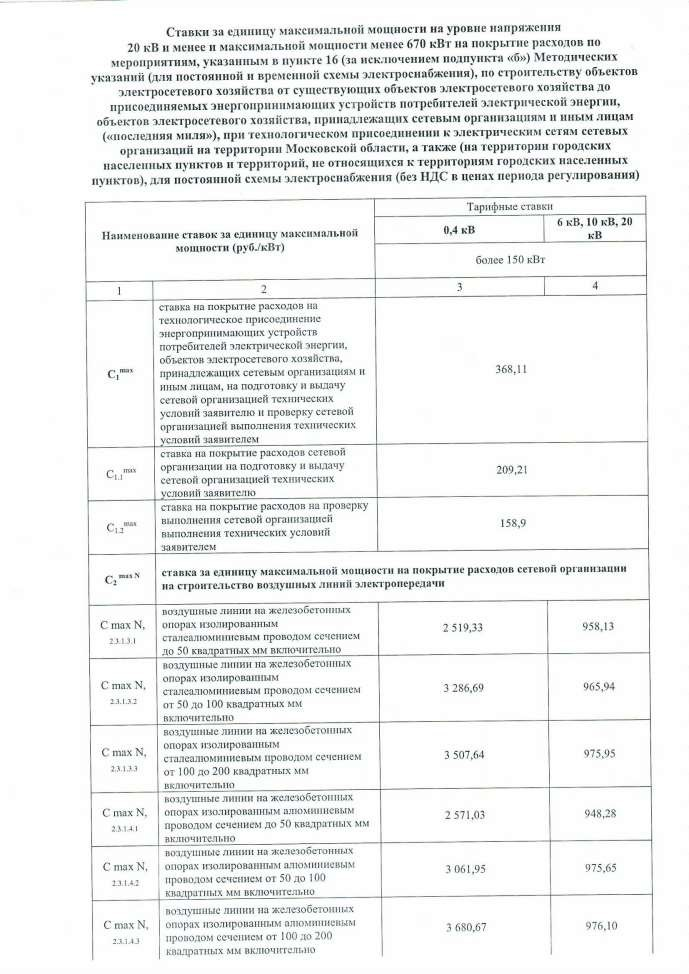 Ставки за единицу максимальной мощности на уровне напряжения
20 кВ и менее и максимальной мощности менее 670 кВт на покрытие расходов по
мероприятиям, указанным в пункте 16 (за исключением подпункта «б») Методических
указаний (для постоянной и временной схемы электроснабжения), по строительству объектов
электросетевого хозяйства от существующих объектов электросетевого хозяйства до
присоединяемых энергопринимающих устройств потребителей электрической энергии,
объектов электросетевого хозяйства, принадлежащих сетевым организациям и иным лицам
(«последняя миля»), при технологическом присоединении к электрическим сетям сетевых
организаций на территории Московской области, а также (на территории городских
населенных пунктов и территорий, не относящихся к территориям городских населенных
пунктов), для постоянной схемы электроснабжения (без НДС в ценах периода регулирования)
Наименование ставок за единицу максимальной
мощности (руб./кВт)
Тарифные ставки
0,4 кВ
6 кВ, 10 кВ, 20
кВ
более 150 кВт
1
2
3
4
C1 max
ставка на покрытие расходов на
технологическое присоединение
энергопринимающих устройств
потребителей электрической энергии,
объектов электросетевого хозяйства,
принадлежащих сетевым организациям и
иным лицам, на подготовку и выдачу
сетевой организацией технических
условий заявителю и проверку сетевой
организацией выполнения технических
условий заявителем
368,11
C1.1 max
ставка на покрытие расходов сетевой
организации на подготовку и выдачу
сетевой организацией технических
условий заявителю
209,21
C1.2 max
ставка на покрытие расходов на проверку
выполнения сетевой организацией
выполнения технических условий
заявителем
158,9
C2 max N
ставка за единицу максимальной мощности на покрытие расходов сетевой организации
на строительство воздушных линий электропередачи
C max N,
2.3.1.3.1
воздушные линии на железобетонных
опорах изолированным
сталеалюминиевым проводом сечением
до 50 квадратных мм включительно
2 519,33
958,13
C max N,
2.3.1.3.2
воздушные линии на железобетонных
опорах изолированным
сталеалюминиевым проводом сечением
от 50 до 100 квадратных мм
включительно
3 286,69
965,94
C max N,
2.3.1.3.3
воздушные линии на железобетонных
опорах изолированным
сталеалюминиевым проводом сечением
от 100 до 200 квадратных мм
включительно
3 507,64
975,95
C max N,
2.3.1.4.1
воздушные линии на железобетонных
опорах изолированным алюминиевым
проводом сечением до 50 квадратных мм
включительно
2 571,03
948,28
C max N,
2.3.1.4.2
воздушные линии на железобетонных
опорах изолированным алюминиевым
проводом сечением от 50 до 100
квадратных мм включительно
3 061,95
975,65
C max N,
2.3.1.4.3
воздушные линии на железобетонных
опорах изолированным алюминиевым
проводом сечением от 100 до 200
квадратных мм включительно
3 680,67
976,10